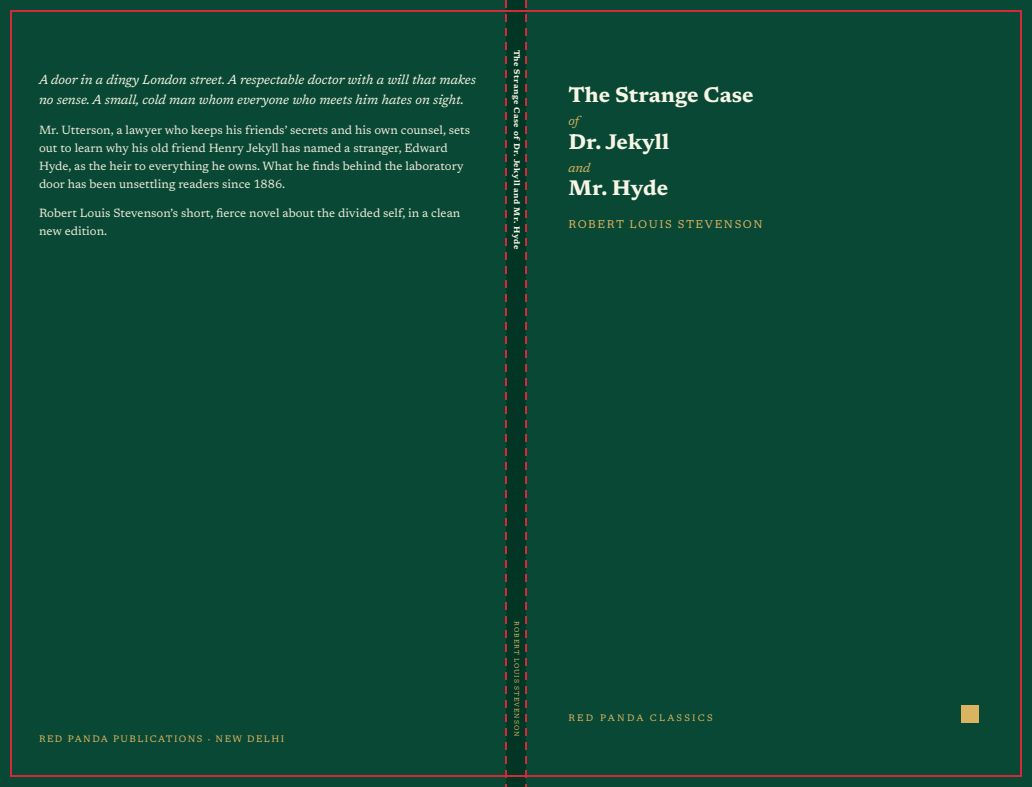 A door in a dingy London street. A respectable doctor with a will that makes
no sense. A small, cold man whom everyone who meets him hates on sight.
Mr. Utterson, a lawyer who keeps his friends’ secrets and his own counsel, sets
out to learn why his old friend Henry Jekyll has named a stranger, Edward
Hyde, as the heir to everything he owns. What he finds behind the laboratory
door has been unsettling readers since 1886.
Robert Louis Stevenson’s short, fierce novel about the divided self, in a clean
new edition.
RED PANDA PUBLICATIONS · NEW DELHI
The Strange Case of Dr. Jekyll and Mr. Hyde
ROBERT LOUIS STEVENSON
The Strange Case
of
Dr. Jekyll
and
Mr. Hyde
ROBERT LOUIS STEVENSON
RED PANDA CLASSICS